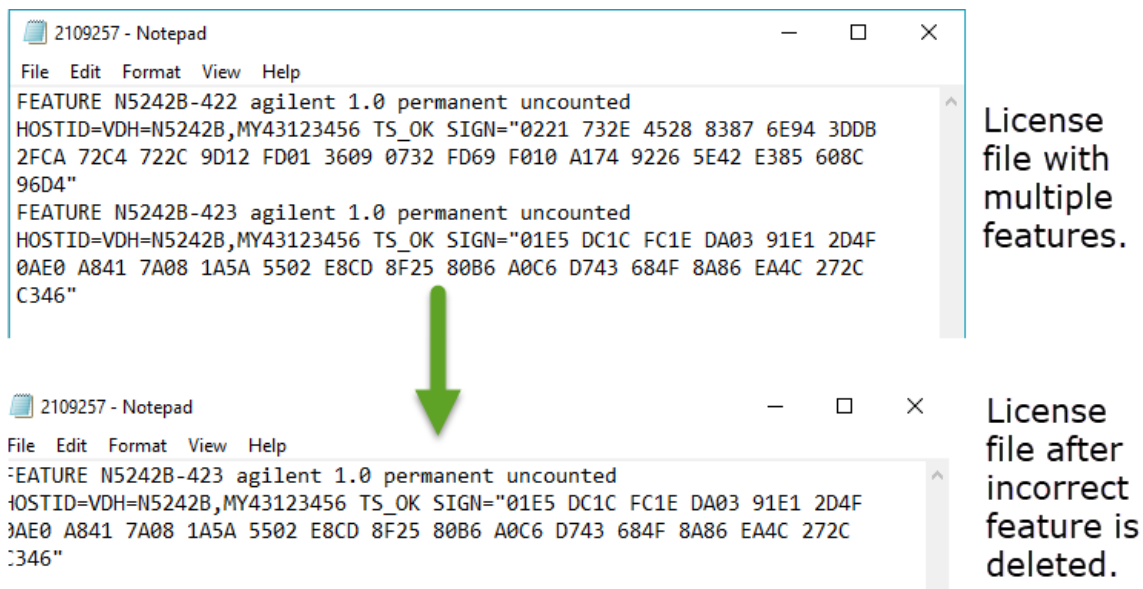 2109257 - Notepad
File Edit Format View Help
FEATURE N5242B-422 agilent 1.0 permanent uncounted
HOSTID=VDH=N5242B,MY43123456 TS_OK SIGN="0221 732E 4528 8387 6E94 3DDB
2FCA 72C4 722C 9D12 FD01 3609 0732 FD69 F010 A174 9226 5E42 E385 608C
96D4"
FEATURE N5242B-423 agilent 1.0 permanent uncounted
HOSTID=VDH=N5242B,MY43123456 TS_OK SIGN="01E5 DC1C FC1E DA03 91E1 2D4F
0AE0 A841 7A08 1A5A 5502 E8CD 8F25 80B6 A0C6 D743 684F 8A86 EA4C 272C
C346"
License
file with
multiple
features.
2109257 - Notepad
File Edit Format View Help
FEATURE N5242B-423 agilent 1.0 permanent uncounted
HOSTID=VDH=N5242B,MY43123456 TS_OK SIGN="01E5 DC1C FC1E DA03 91E1 2D4F
0AE0 A841 7A08 1A5A 5502 E8CD 8F25 80B6 A0C6 D743 684F 8A86 EA4C 272C
C346"
License
file after
incorrect
feature is
deleted.